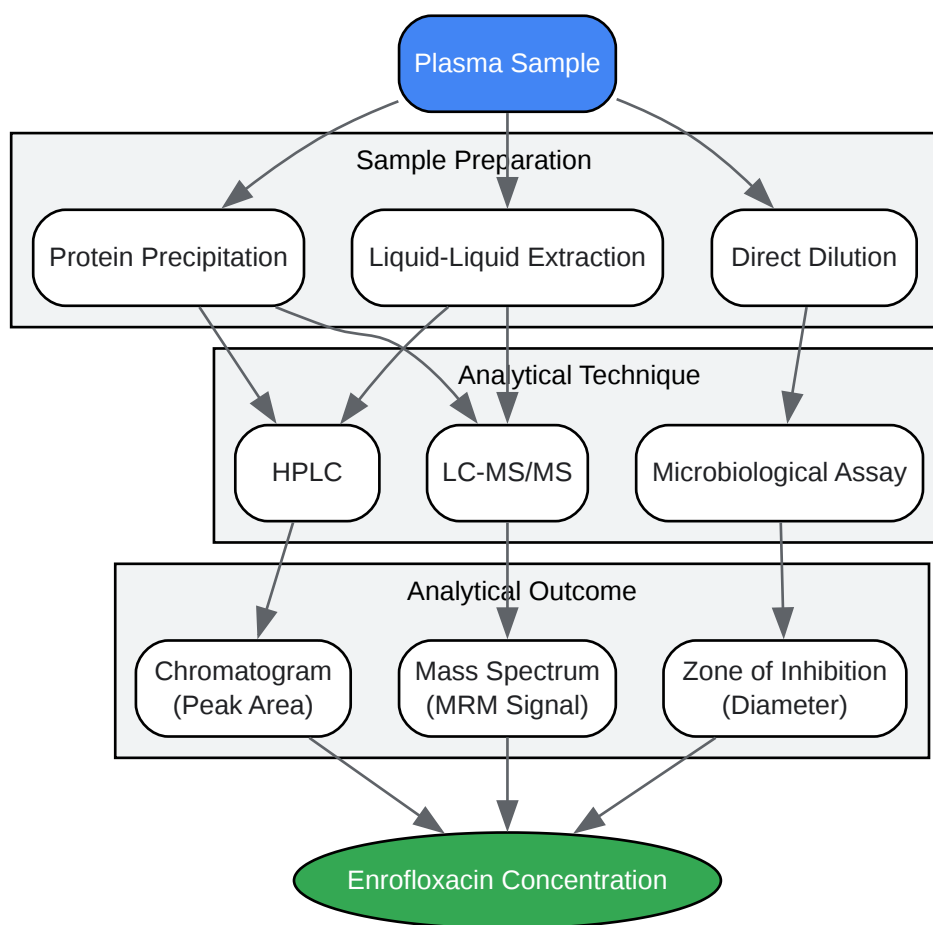 Plasma Sample
Sample Preparation
Protein Precipitation
Liquid-Liquid Extraction
Direct Dilution
Analytical Technique
HPLC
LC-MS/MS
Microbiological Assay
Analytical Outcome
Chromatogram
(Peak Area)
Mass Spectrum
(MRM Signal)
Zone of Inhibition
(Diameter)
Enrofloxacin Concentration